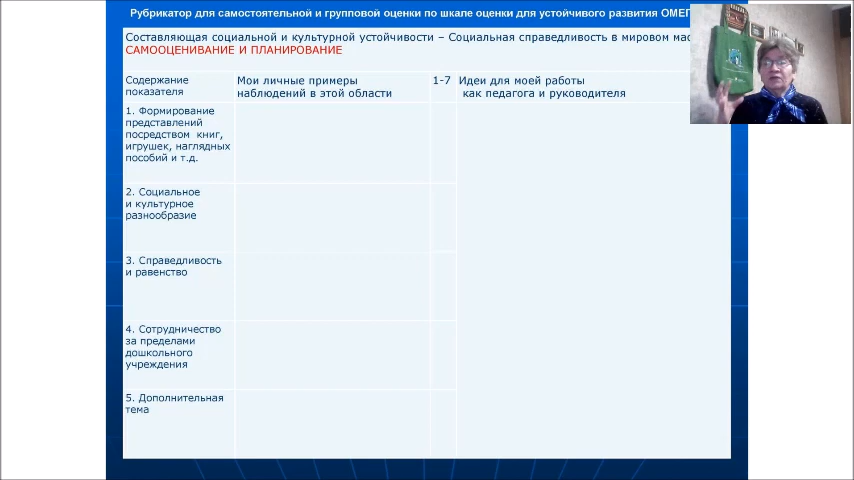 Рубрикатор для самостоятельной и групповой оценки по шкале оценки для устойчивого развития
Составляющая социальной и культурной устойчивости – Социальная справедливость в мировом
САМООЦЕНИВАНИЕ И ПЛАНИРОВАНИЕ
Содержание
показателя
Мои личные примеры
наблюдений в этой области
1-7
Идеи для моей работы
как педагога и руководителя
1. Формирование
представлений
посредством книг,
игрушек, наглядных
пособий и т.д.
2. Социальное
и культурное
разнообразие
3. Справедливость
и равенство
4. Сотрудничество
за пределами
дошкольного
учреждения
5. Дополнительная
тема